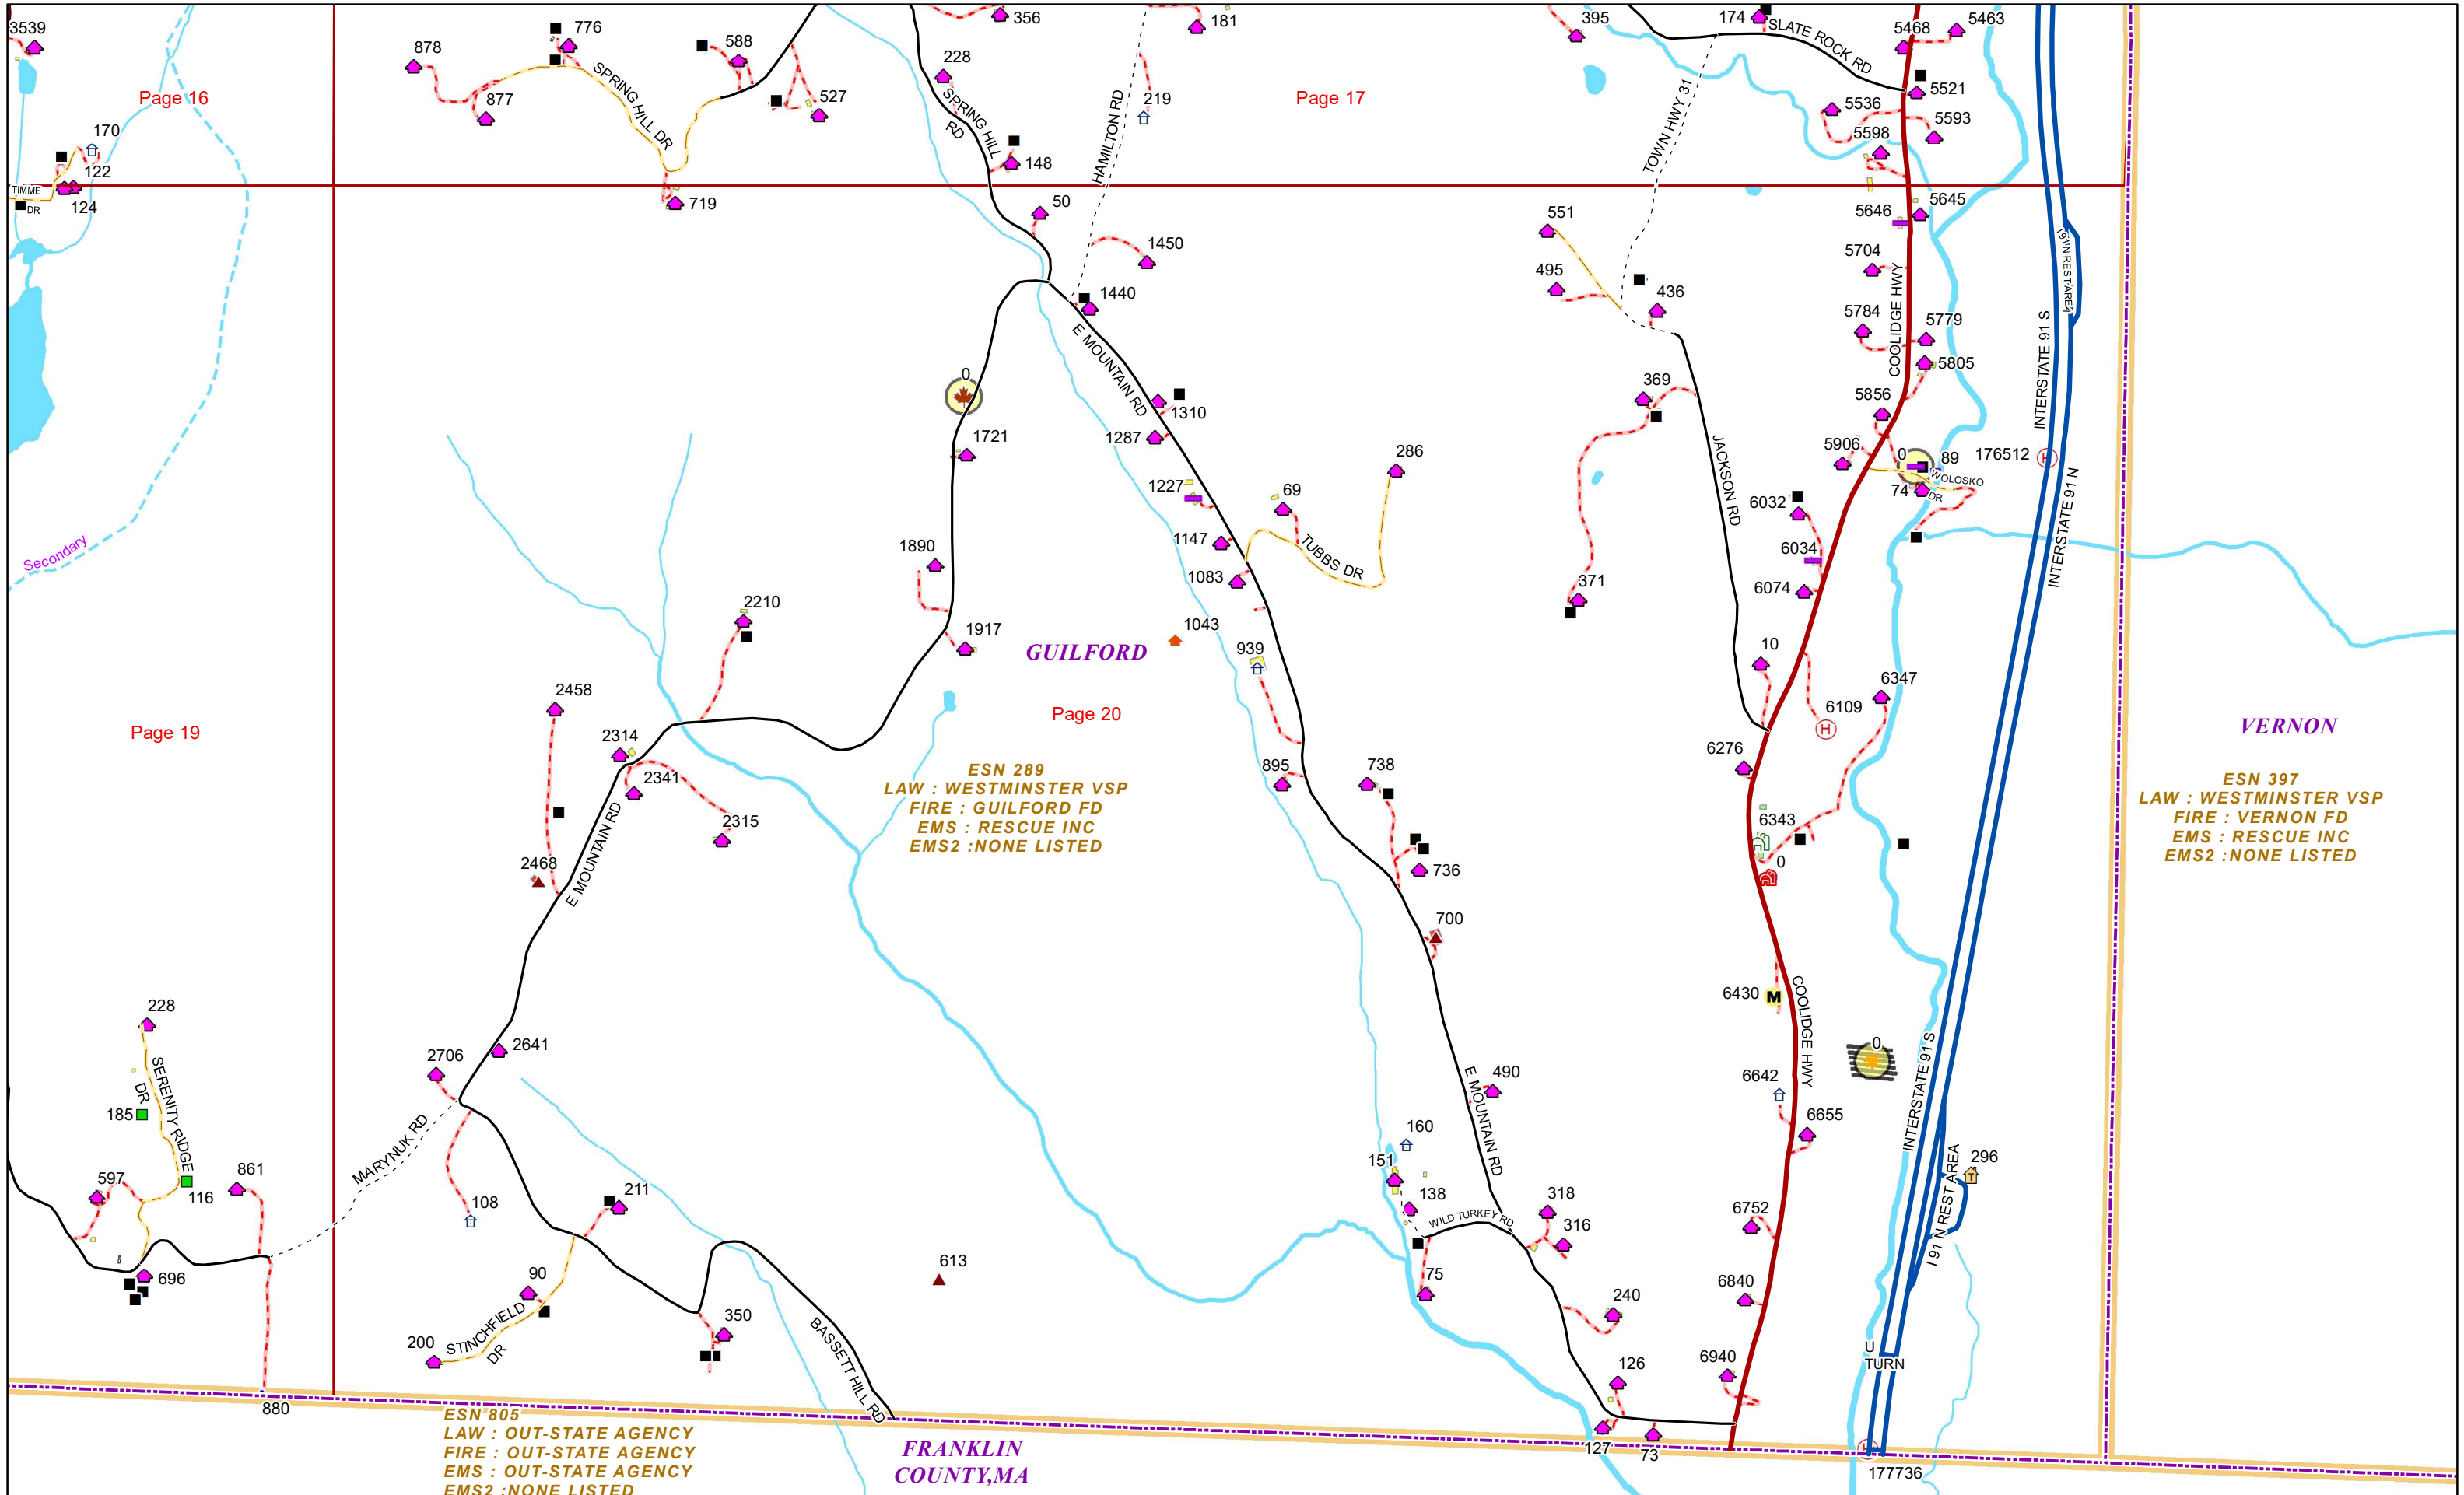 3539
776
878
588
356
181
395
174
5463
5468
SLATE ROCK RD
228
877
527
SPRING HILL DR
SPRING HILL
RD
Page 16
219
Page 17
HAMILTON RD
TOWN HWY 31
5521
5536
5593
5598
170
122
148
TIMME
DR
124
719
50
551
5646
5645
1450
495
5704
I 91 N REST AREA
1440
436
5784
5779
COOLIDGE HWY
INTERSTATE 91 S
E MOUNTAIN RD
0
369
5805
1310
5856
1721
1287
286
JACKSON RD
5906
0
89
176512
WOLOSKO
DR
74
1227
69
6032
INTERSTATE 91 N
1890
1147
TUBBS DR
6034
Secondary
1083
371
6074
2210
1917
1043
GUILFORD
939
10
2458
Page 20
6109
6347
Page 19
2314
VERNON
6276
2341
895
738
ESN 289
LAW : WESTMINSTER VSP
FIRE : GUILFORD FD
EMS : RESCUE INC
EMS2 :NONE LISTED
ESN 397
LAW : WESTMINSTER VSP
FIRE : VERNON FD
EMS : RESCUE INC
EMS2 :NONE LISTED
2315
6343
E MOUNTAIN RD
2468
0
H
736
700
6430
M
COOLIDGE HWY
228
SERENITY RIDGE
DR
2706
2641
0
490
E MOUNTAIN RD
6642
INTERSTATE 91 S
185
6655
MARYNUK RD
160
151
296
T
I 91 N REST AREA
597
861
116
108
211
138
318
WILD TURKEY RD
316
6752
696
613
90
75
6840
240
STINCHFIELD
DR
200
350
BASSETT HILL RD
U
TURN
126
6940
880
ESN 805
LAW : OUT-STATE AGENCY
FIRE : OUT-STATE AGENCY
EMS : OUT-STATE AGENCY
EMS2 :NONE LISTED
FRANKLIN
COUNTY,MA
127
73
177736